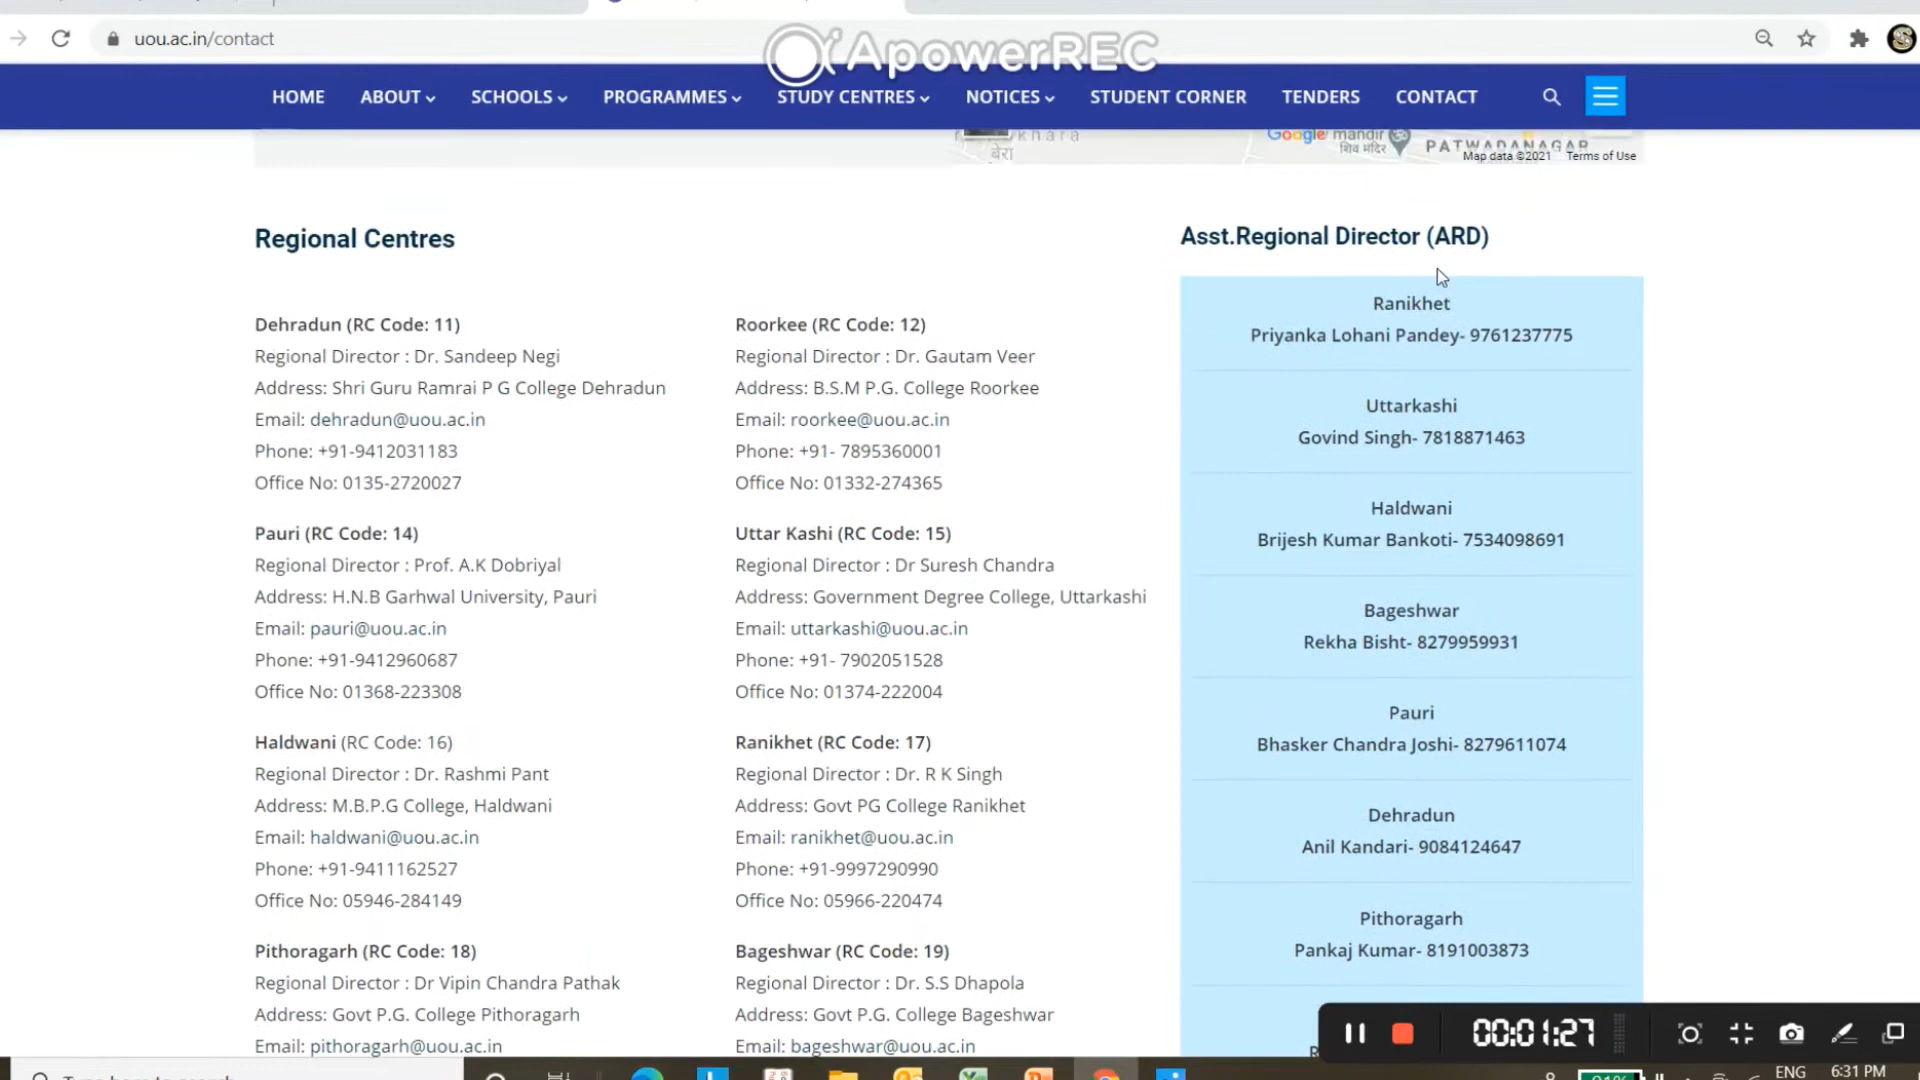 uou.ac.in/contact
ApowerREC
HOME ABOUT SCHOOLS PROGRAMMES STUDY CENTRES NOTICES STUDENT CORNER TENDERS CONTACT
khara
बेरा
Google
mandir
शिव मंदिर
PATWADANAGAR
Map data ©2021 Terms of Use
Regional Centres
Dehradun (RC Code: 11)
Regional Director : Dr. Sandeep Negi
Address: Shri Guru Ramrai P G College Dehradun
Email: dehradun@uou.ac.in
Phone: +91-9412031183
Office No: 0135-2720027
Roorkee (RC Code: 12)
Regional Director : Dr. Gautam Veer
Address: B.S.M P.G. College Roorkee
Email: roorkee@uou.ac.in
Phone: +91- 7895360001
Office No: 01332-274365
Pauri (RC Code: 14)
Regional Director : Prof. A.K Dobriyal
Address: H.N.B Garhwal University, Pauri
Email: pauri@uou.ac.in
Phone: +91-9412960687
Office No: 01368-223308
Uttar Kashi (RC Code: 15)
Regional Director : Dr Suresh Chandra
Address: Government Degree College, Uttarkashi
Email: uttarkashi@uou.ac.in
Phone: +91- 7902051528
Office No: 01374-222004
Haldwani (RC Code: 16)
Regional Director : Dr. Rashmi Pant
Address: M.B.P.G College, Haldwani
Email: haldwani@uou.ac.in
Phone: +91-9411162527
Office No: 05946-284149
Ranikhet (RC Code: 17)
Regional Director : Dr. R K Singh
Address: Govt PG College Ranikhet
Email: ranikhet@uou.ac.in
Phone: +91-9997290990
Office No: 05966-220474
Pithoragarh (RC Code: 18)
Regional Director : Dr Vipin Chandra Pathak
Address: Govt P.G. College Pithoragarh
Email: pithoragarh@uou.ac.in
Bageshwar (RC Code: 19)
Regional Director : Dr. S.S Dhapola
Address: Govt P.G. College Bageshwar
Email: bageshwar@uou.ac.in
Asst.Regional Director (ARD)
Ranikhet
Priyanka Lohani Pandey- 9761237775
Uttarkashi
Govind Singh- 7818871463
Haldwani
Brijesh Kumar Bankoti- 7534098691
Bageshwar
Rekha Bisht- 8279959931
Pauri
Bhasker Chandra Joshi- 8279611074
Dehradun
Anil Kandari- 9084124647
Pithoragarh
Pankaj Kumar- 8191003873
00:01:27
Type here to search
ENG
6:31 PM